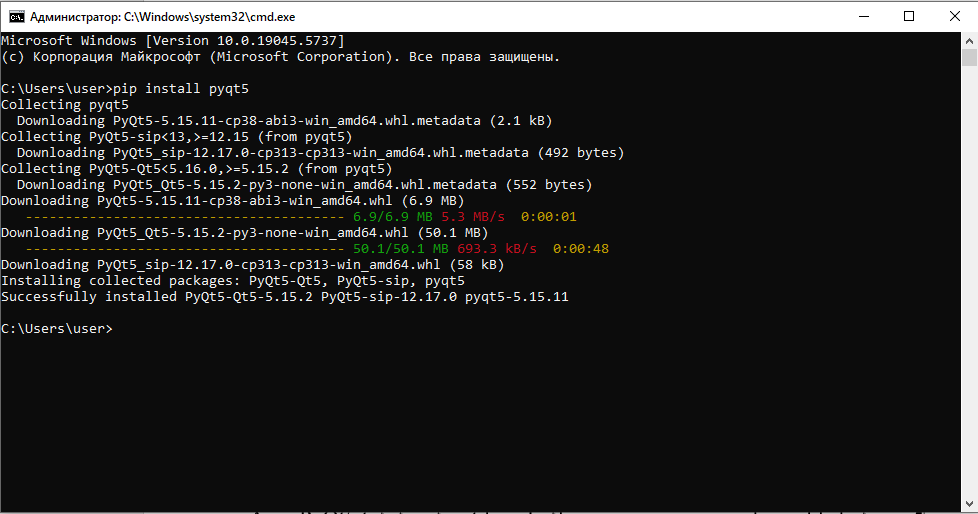 Администратор: C:\Windows\system32\cmd.exe
Microsoft Windows [Version 10.0.19045.5737]
(c) Корпорация Майкрософт (Microsoft Corporation). Все права защищены.
C:\Users\user>pip install pyqt5
Collecting pyqt5
  Downloading PyQt5-5.15.11-cp38-abi3-win_amd64.whl.metadata (2.1 kB)
Collecting PyQt5-sip<13,>=12.15 (from pyqt5)
  Downloading PyQt5_sip-12.17.0-cp313-cp313-win_amd64.whl.metadata (492 bytes)
Collecting PyQt5-Qt5<5.16.0,>=5.15.2 (from pyqt5)
  Downloading PyQt5_Qt5-5.15.2-py3-none-win_amd64.whl.metadata (552 bytes)
Downloading PyQt5-5.15.11-cp38-abi3-win_amd64.whl (6.9 MB)
   ---------------------------------------- 6.9/6.9 MB 5.3 MB/s  0:00:01
Downloading PyQt5_Qt5-5.15.2-py3-none-win_amd64.whl (50.1 MB)
   ---------------------------------------- 50.1/50.1 MB 693.3 kB/s  0:00:48
Downloading PyQt5_sip-12.17.0-cp313-cp313-win_amd64.whl (58 kB)
Installing collected packages: PyQt5-Qt5, PyQt5-sip, pyqt5
Successfully installed PyQt5-Qt5-5.15.2 PyQt5-sip-12.17.0 pyqt5-5.15.11
C:\Users\user>